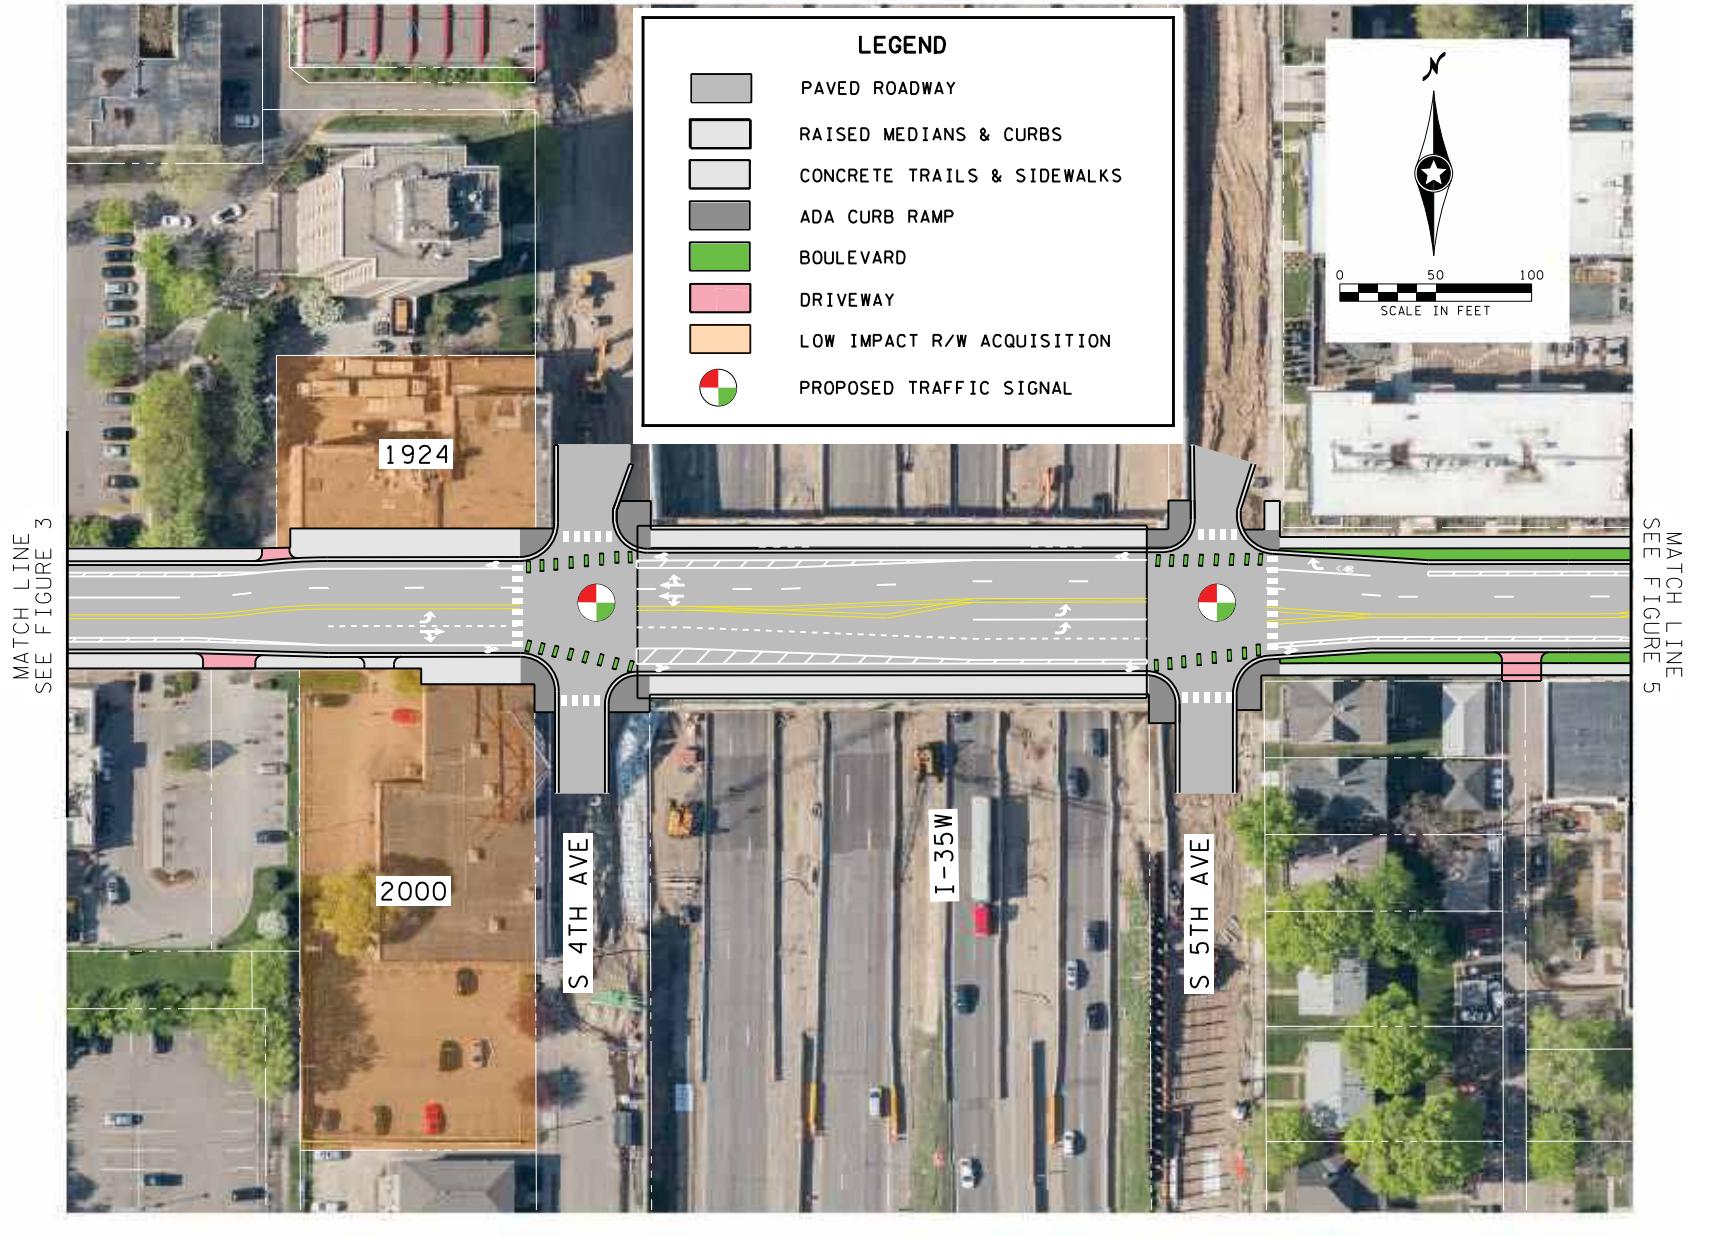 LEGEND
PAVED ROADWAY
RAISED MEDIANS & CURBS
CONCRETE TRAILS & SIDEWALKS
ADA CURB RAMP
BOULEVARD
DRIVEWAY
LOW IMPACT R/W ACQUISITION
PROPOSED TRAFFIC SIGNAL
N
0 50 100
SCALE IN FEET
1924
MATCH LINE
SEE FIGURE 3
MATCH LINE
SEE FIGURE 5
2000
S 4TH AVE
I-35W
S 5TH AVE